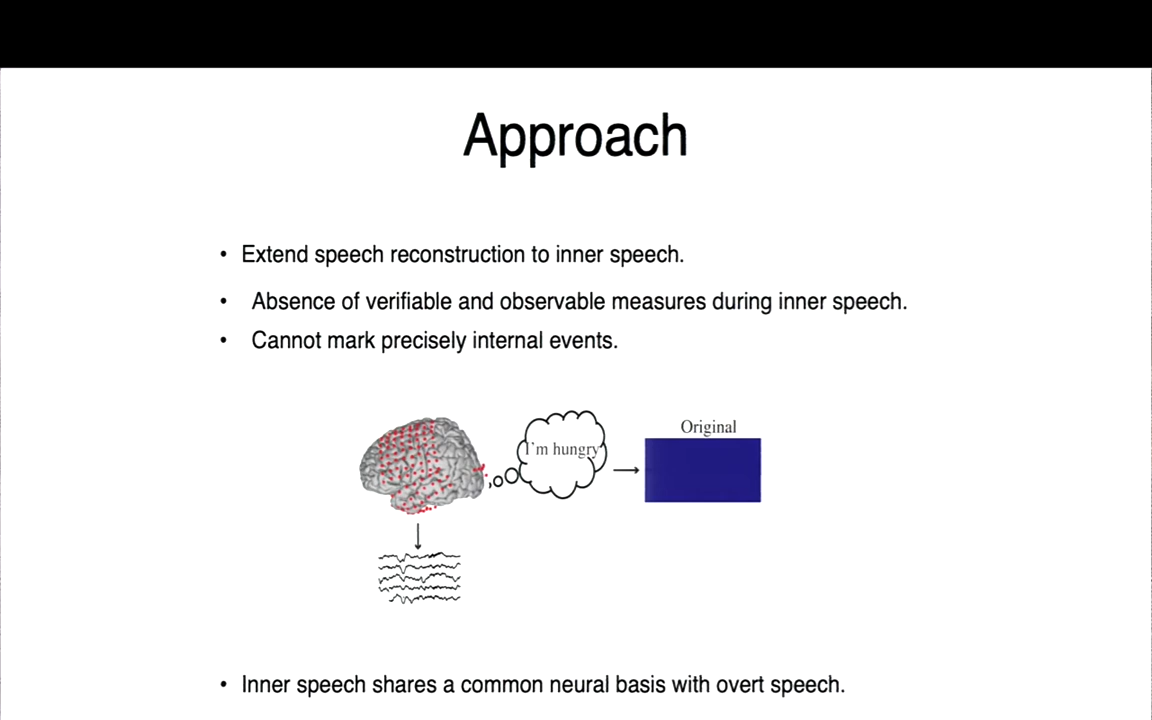 Approach
• Extend speech reconstruction to inner speech.
• Absence of verifiable and observable measures during inner speech.
• Cannot mark precisely internal events.
Original
I'm hungry
• Inner speech shares a common neural basis with overt speech.